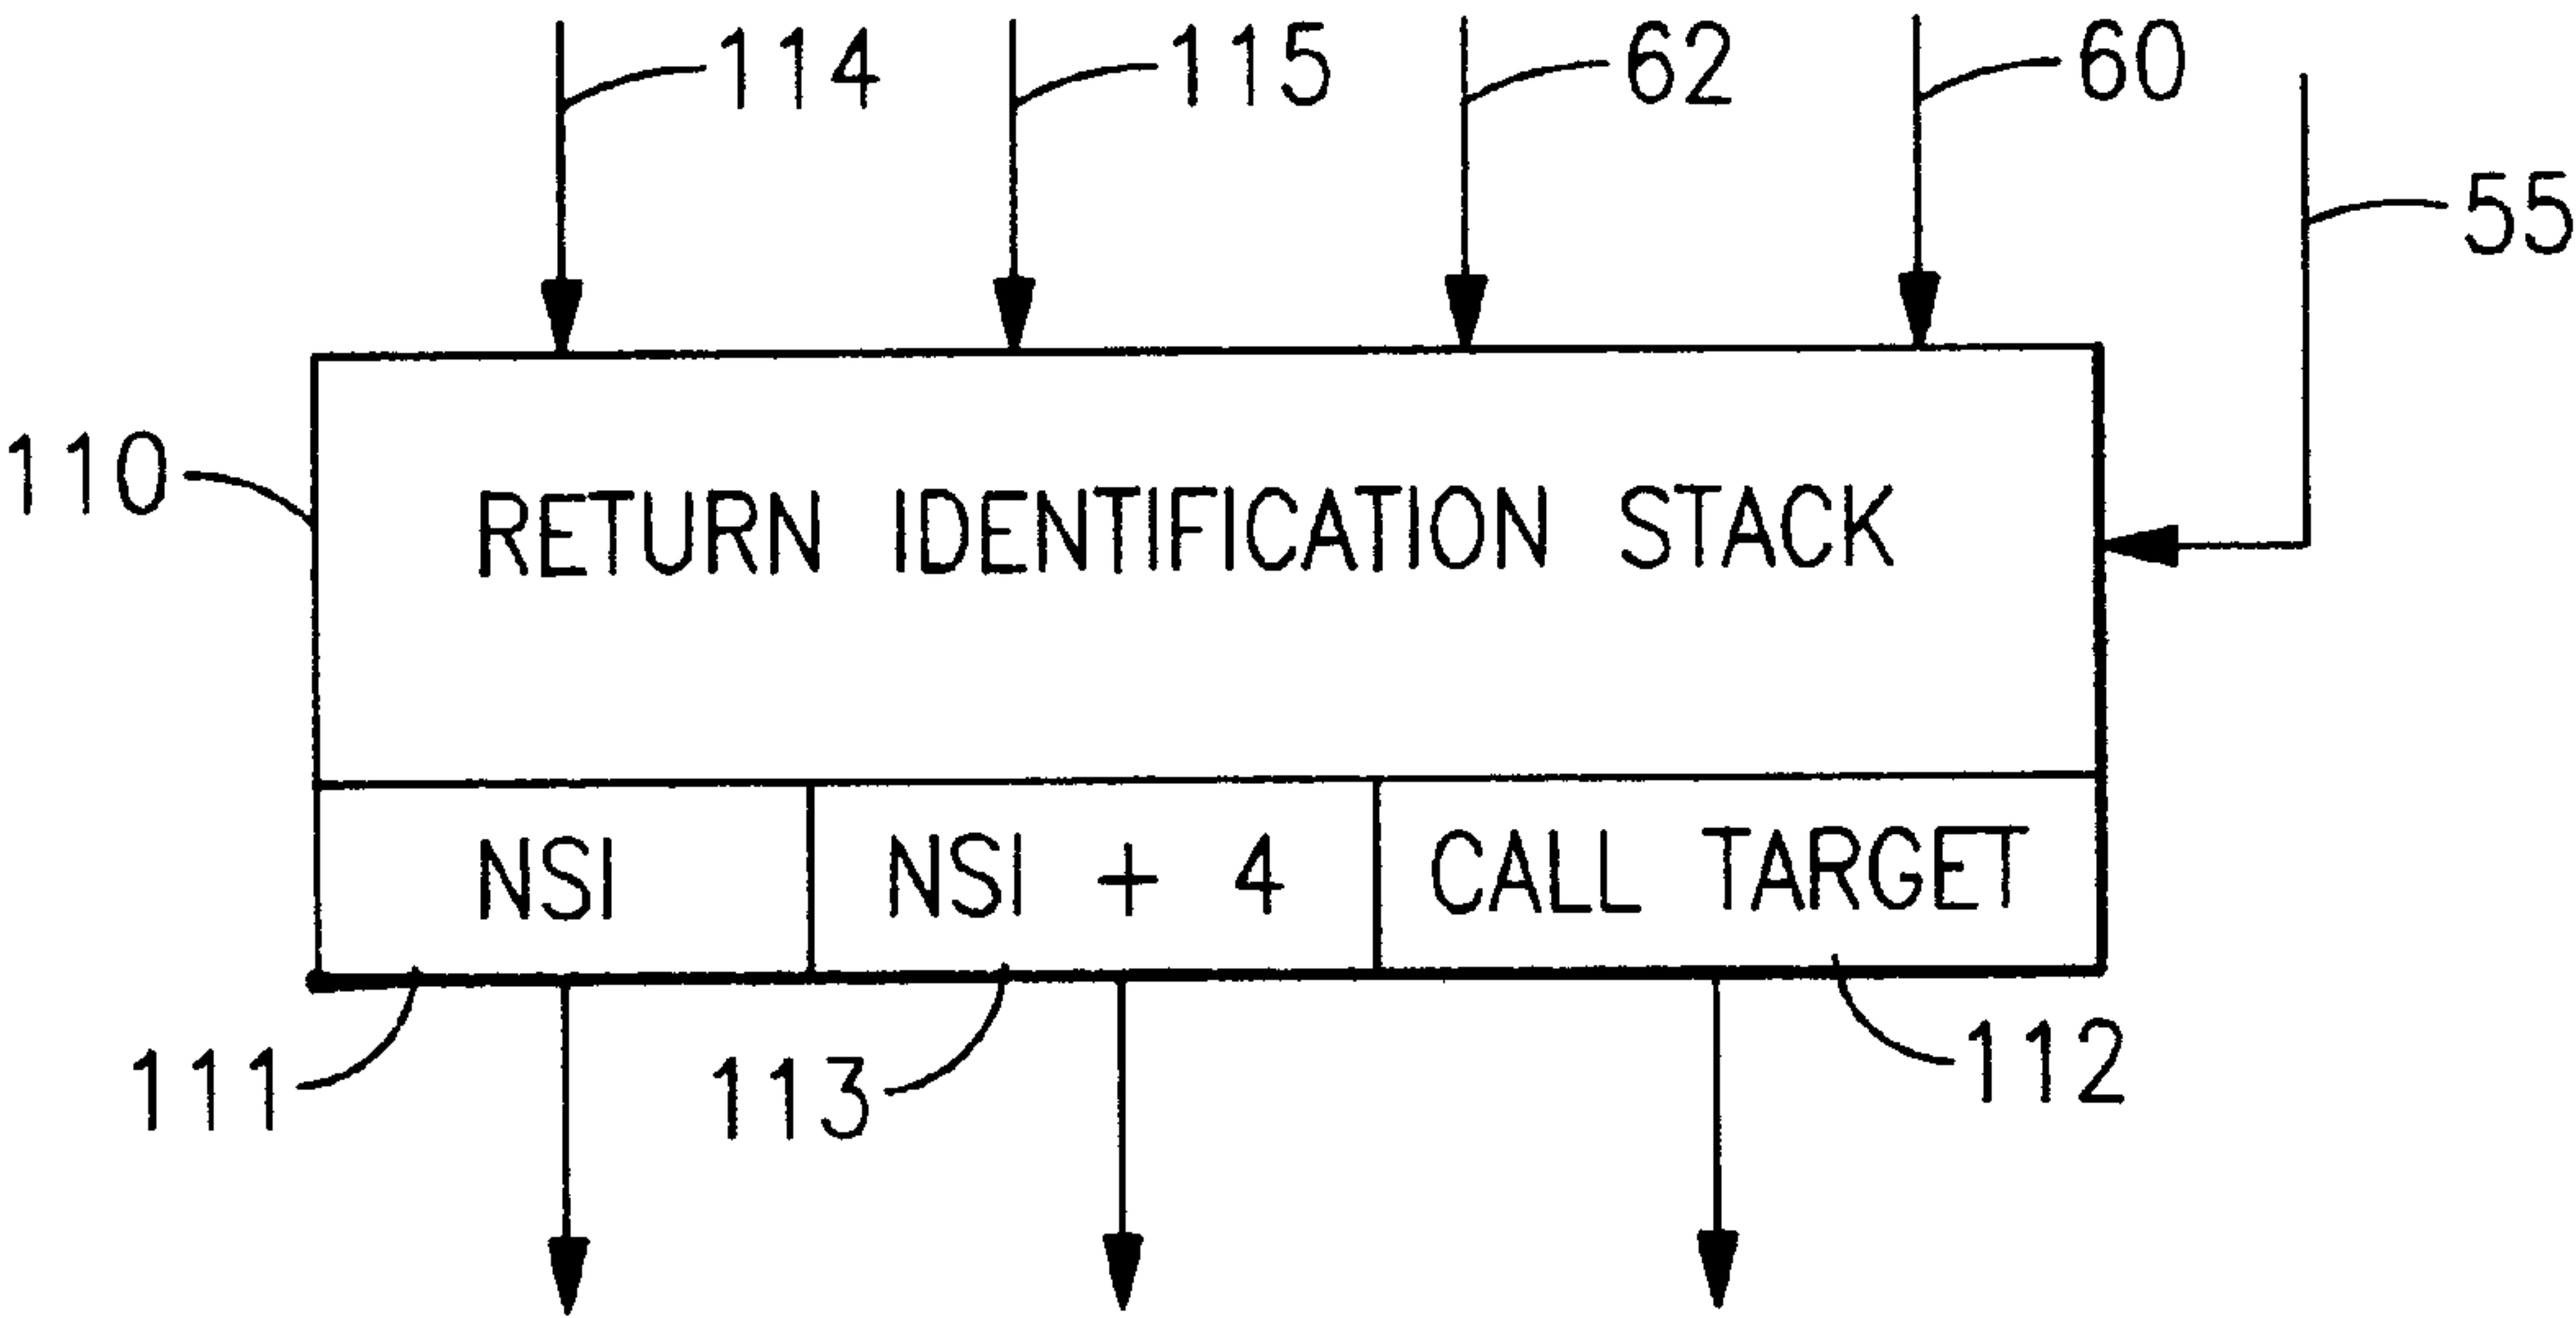 114 115 62 60
55
110
RETURN IDENTIFICATION STACK
NSI NSI + 4 CALL TARGET
111 113 112